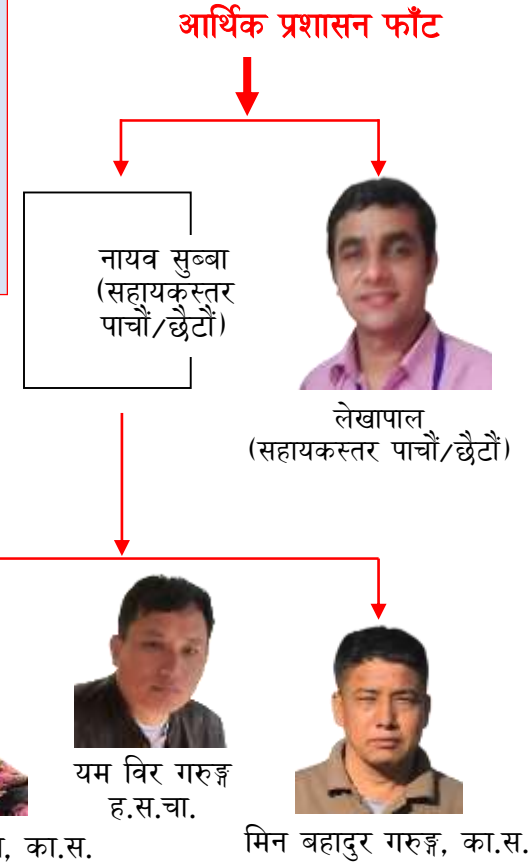 आर्थिक प्रशासन फाँट
नायव सुब्बा
(सहायकस्तर
पाचौं/छैटौं)
लेखापाल
(सहायकस्तर पाचौं/छैटौं)
यम विर गरुङ्ग
ह.स.चा.
का.स.
मिन बहादुर गरुङ्ग, का.स.